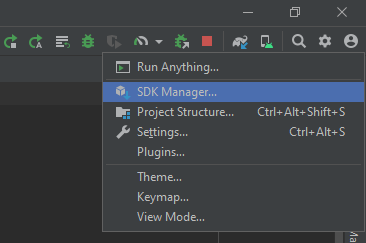 Run Anything...
SDK Manager...
Project Structure... Ctrl+Alt+Shift+S
Settings... Ctrl+Alt+S
Plugins...
Theme...
Keymap...
View Mode...